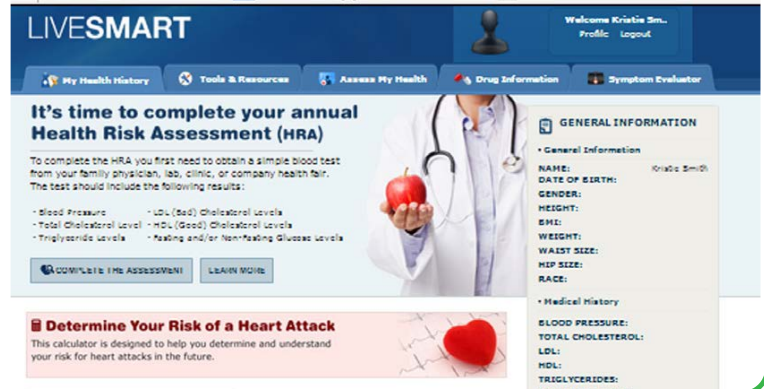 LIVESMART
Welcome Kristie Sm..
Profile Logout
My Health History
Tools & Resources
Assess My Health
Drug Information
Symptom Evaluator
It's time to complete your annual
Health Risk Assessment (HRA)
To complete the HRA you first need to obtain a simple blood test
from your family physician, lab, clinic, or company health fair.
The test should include the following results:
- Blood Pressure - LDL (Bad) Cholesterol Levels
- Total Cholesterol Level - HDL (Good) Cholesterol Levels
- Triglyceride Levels - Fasting and/or Non-Fasting Glucose Levels
COMPLETE THE ASSESSMENT LEARN MORE
Determine Your Risk of a Heart Attack
This calculator is designed to help you determine and understand
your risk for heart attacks in the future.
GENERAL INFORMATION
• General Information
NAME: Kristie Smith
DATE OF BIRTH:
GENDER:
HEIGHT:
BMI:
WEIGHT:
WAIST SIZE:
HIP SIZE:
RACE:
• Medical History
BLOOD PRESSURE:
TOTAL CHOLESTEROL:
LDL:
HDL:
TRIGLYCERIDES: